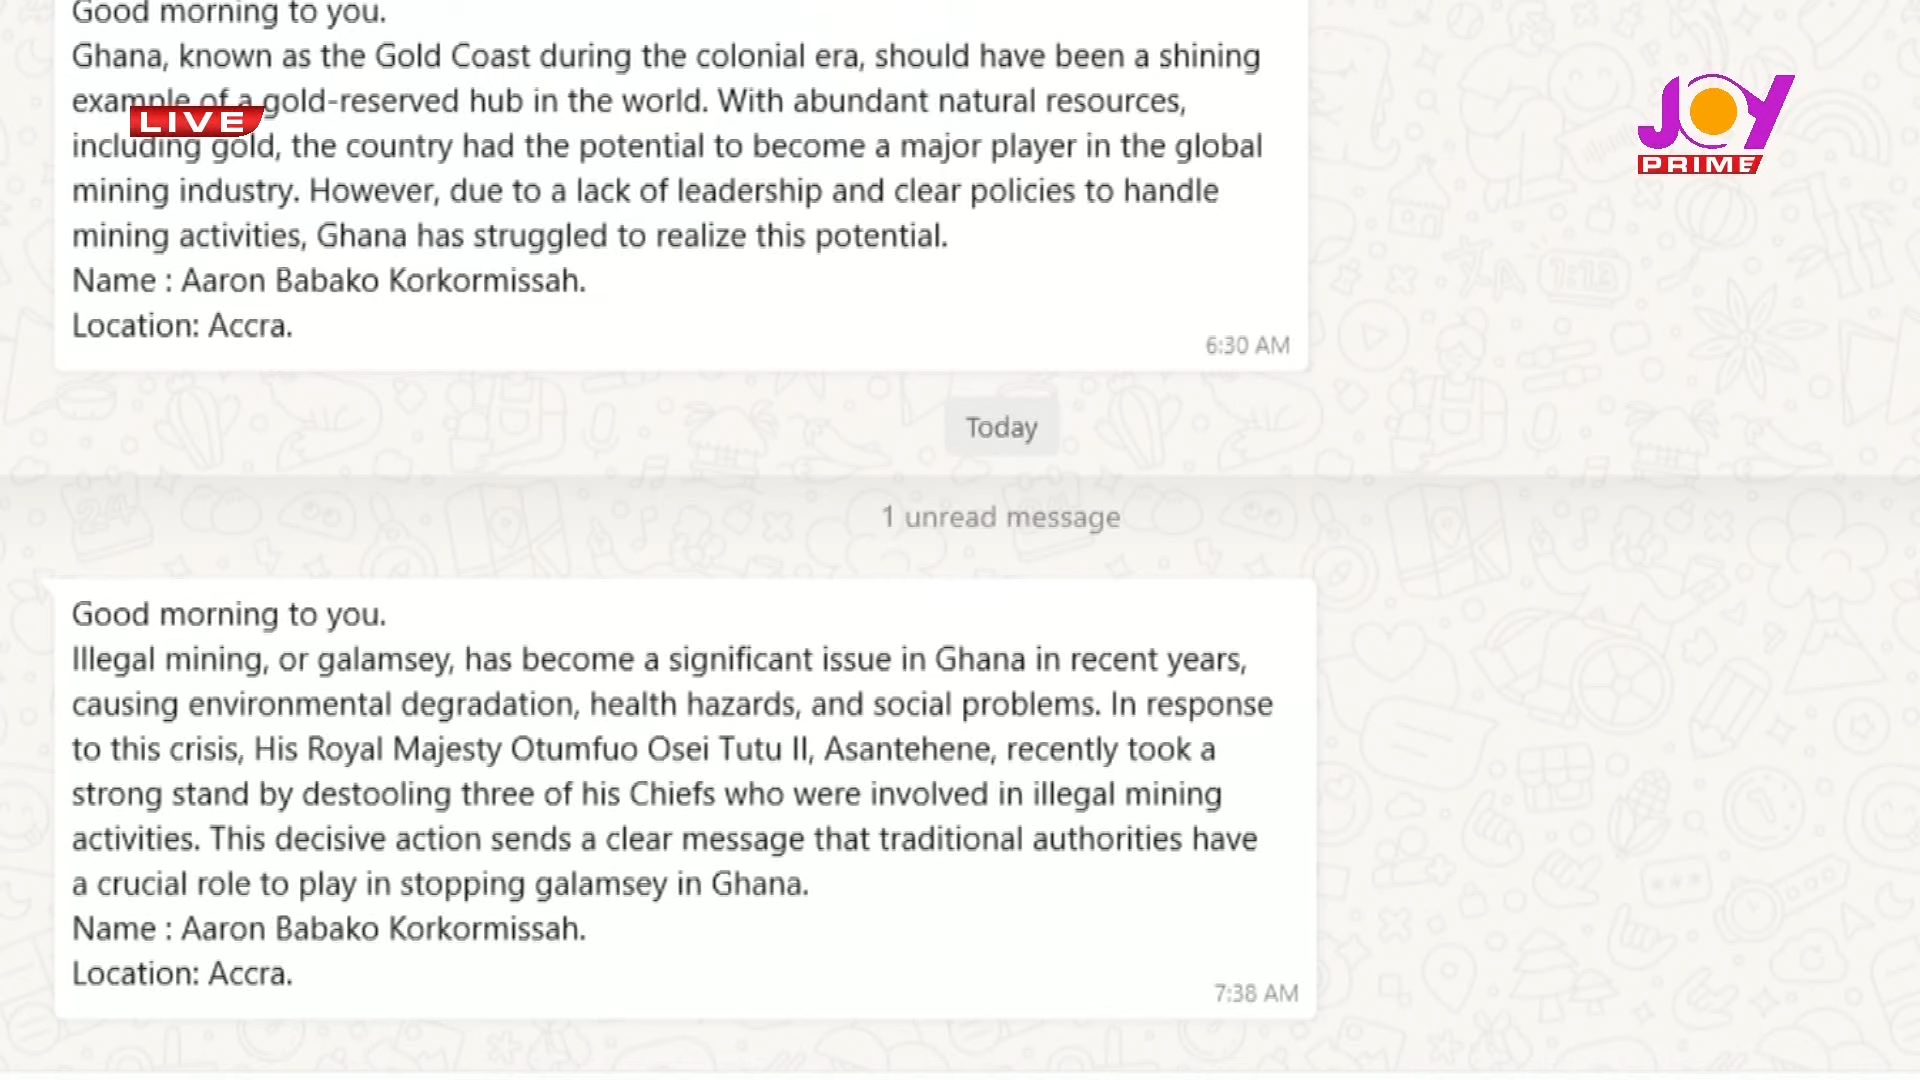 Good morning to you.
Ghana, known as the Gold Coast during the colonial era, should have been a shining
example of a gold-reserved hub in the world. With abundant natural resources,
LIVE
including gold, the country had the potential to become a major player in the global
mining industry. However, due to a lack of leadership and clear policies to handle
mining activities, Ghana has struggled to realize this potential.
Name : Aaron Babako Korkormissah.
Location: Accra.
6:30 AM
JOY
PRIME
Today
1 unread message
Good morning to you.
Illegal mining, or galamsey, has become a significant issue in Ghana in recent years,
causing environmental degradation, health hazards, and social problems. In response
to this crisis, His Royal Majesty Otumfuo Osei Tutu II, Asantehene, recently took a
strong stand by destooling three of his Chiefs who were involved in illegal mining
activities. This decisive action sends a clear message that traditional authorities have
a crucial role to play in stopping galamsey in Ghana.
Name : Aaron Babako Korkormissah.
Location: Accra.
7:38 AM